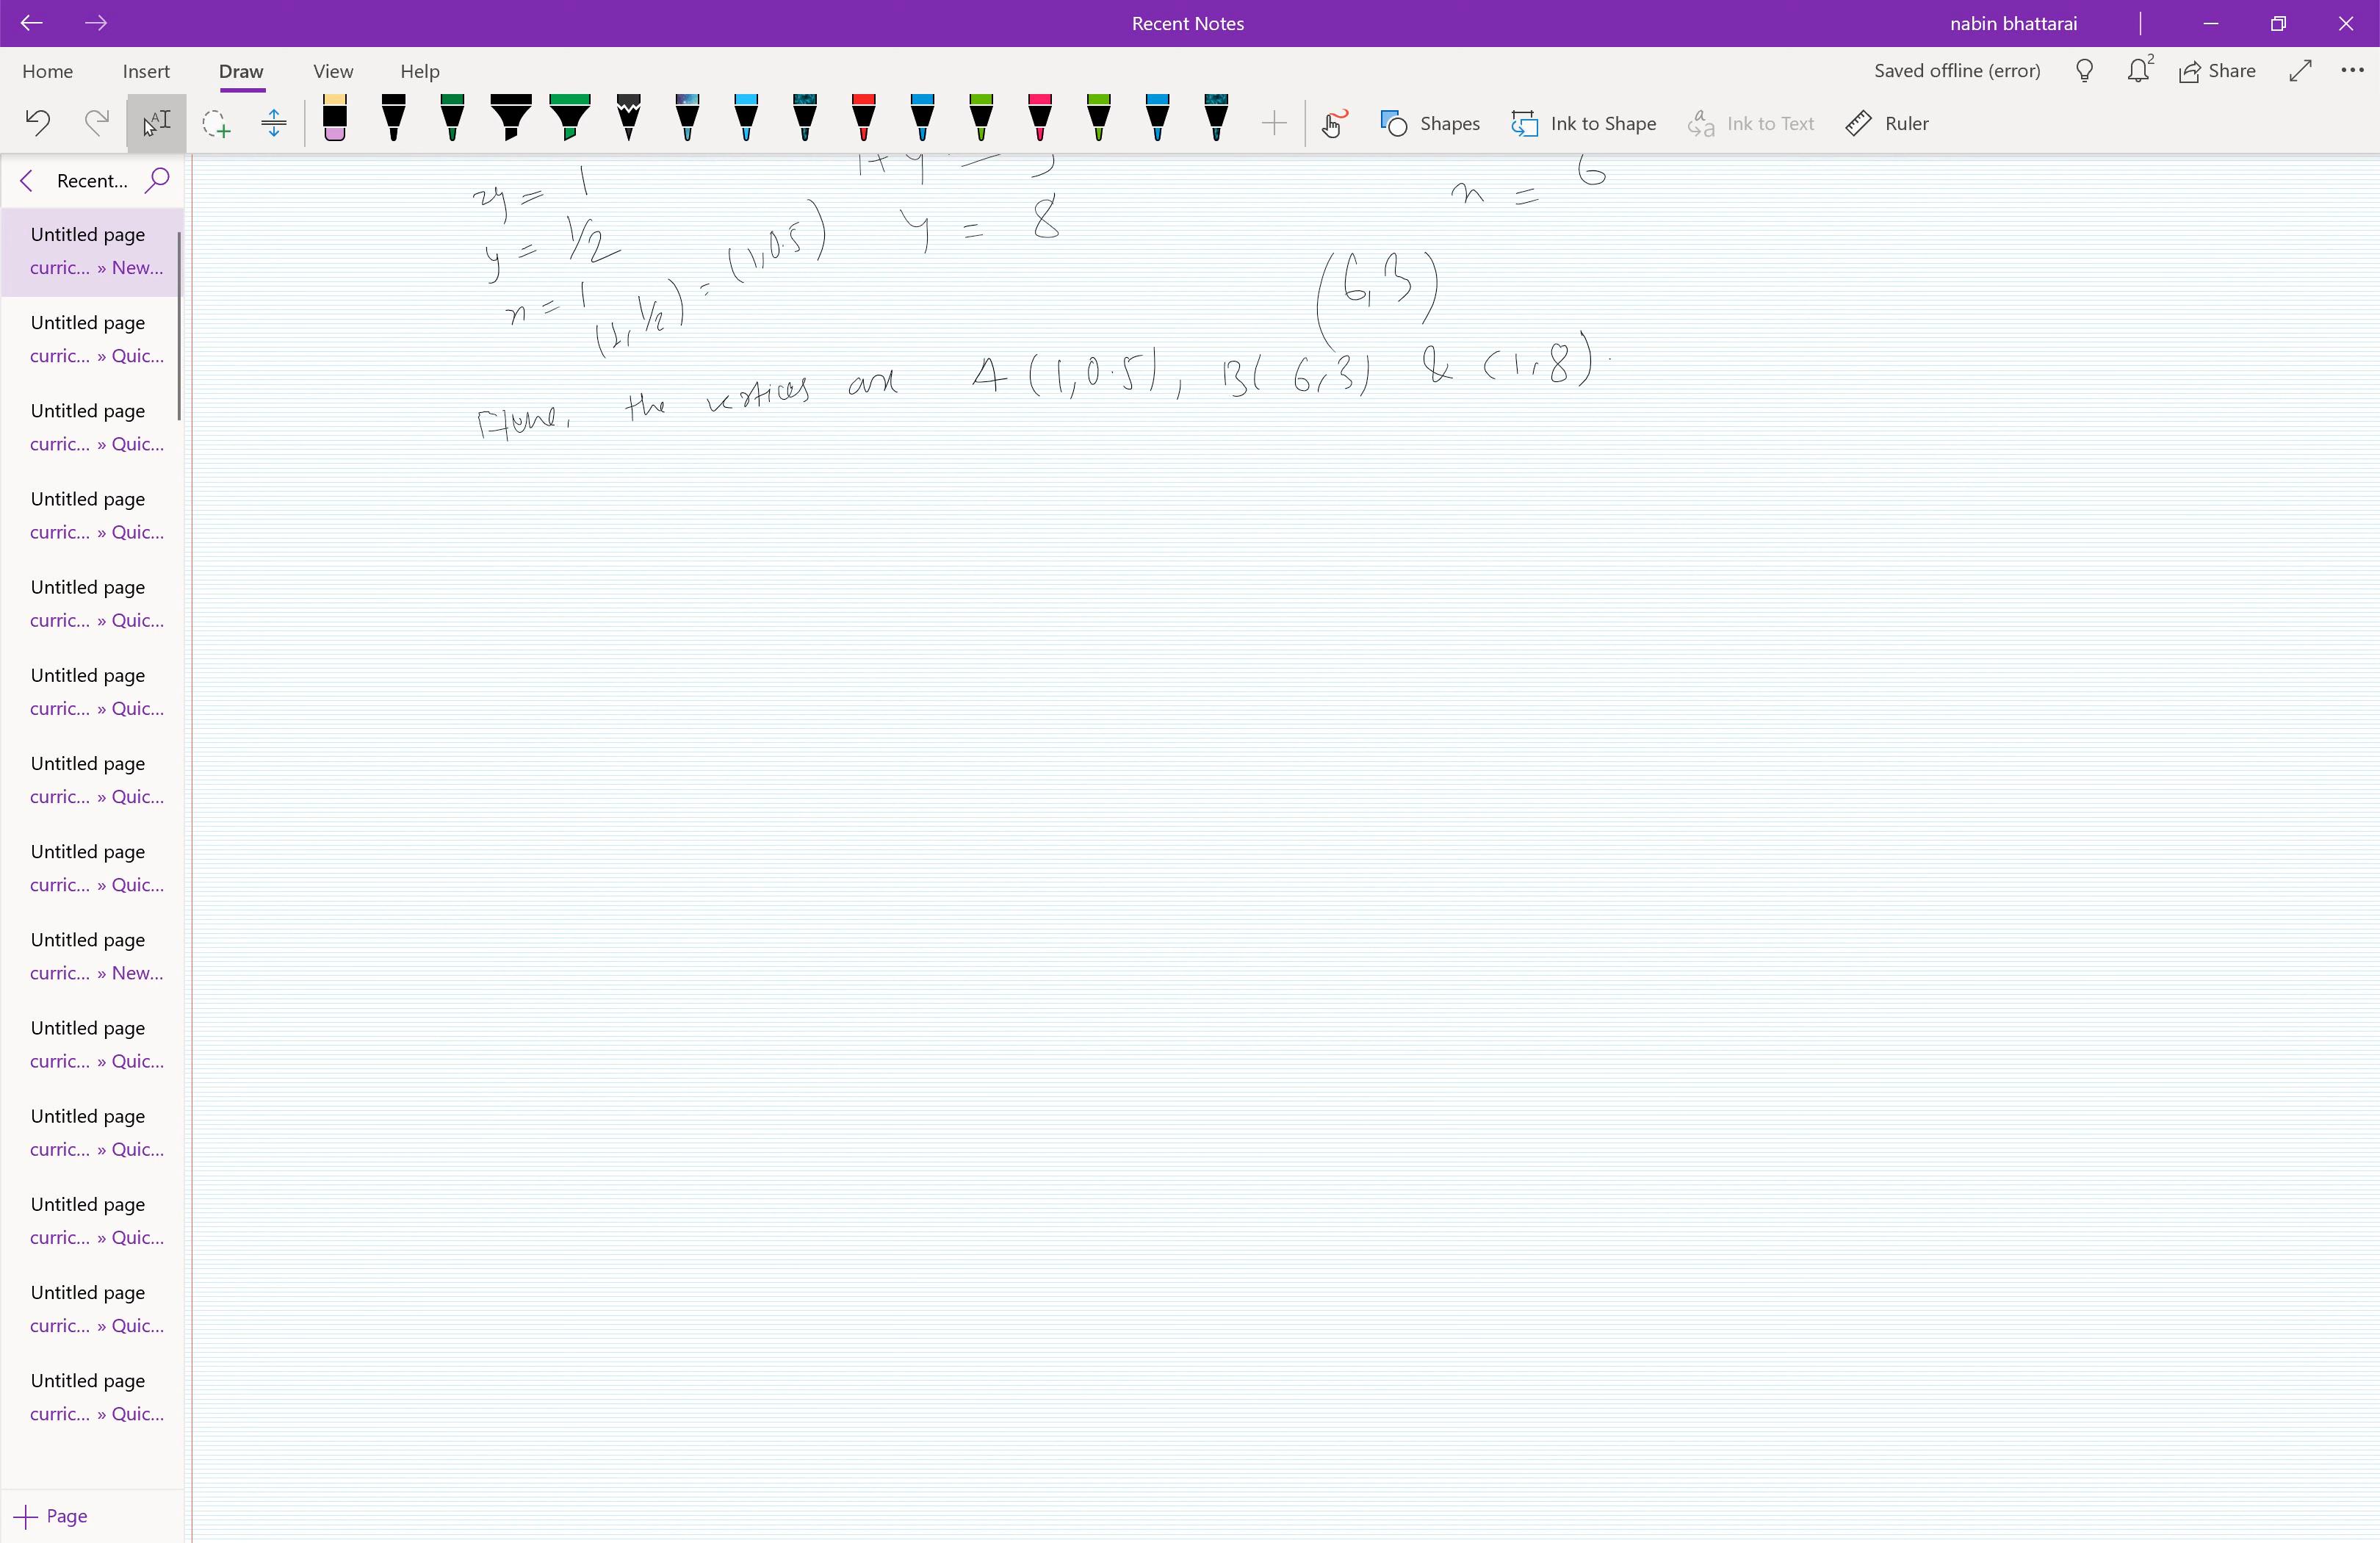 Recent Notes
nabin bhattarai
Home Insert Draw View Help
Saved offline (error) 2 Share
Shapes Ink to Shape Ink to Text Ruler
Recent...
Untitled page
curric... » New...
Untitled page
curric... » Quic...
Untitled page
curric... » Quic...
Untitled page
curric... » Quic...
Untitled page
curric... » Quic...
Untitled page
curric... » Quic...
Untitled page
curric... » Quic...
Untitled page
curric... » Quic...
Untitled page
curric... » New...
Untitled page
curric... » Quic...
Untitled page
curric... » Quic...
Untitled page
curric... » Quic...
Untitled page
curric... » Quic...
Untitled page
curric... » Quic...
Page
2y = 1
y = 1/2
x = 1
(1, 1/2) = (1, 0.5)
y = 8
x = 6
(6, 3)
the vertices are A (1, 0.5), B( 6, 3) & (1, 8).